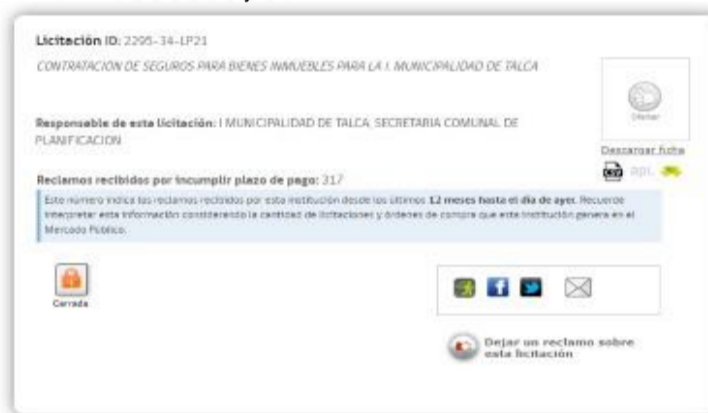 Licitación ID: 2295-34-LP21
CONTRATACION DE SEGUROS PARA BIENES INMUEBLES PARA LA I. MUNICIPALIDAD DE TALCA
Responsable de esta licitación: I MUNICIPALIDAD DE TALCA, SECRETARIA COMUNAL DE
PLANIFICACION
Descargar ficha
CSV api.
Reclamos recibidos por incumplir plazo de pago: 317
Este número indica los reclamos recibidos por esta institución desde los últimos 12 meses hasta el día de ayer. Recuerde
interpretar esta información considerando la cantidad de licitaciones y órdenes de compra que esta institución genera en el
Mercado Público.
Cerrada
Dejar un reclamo sobre
esta licitación